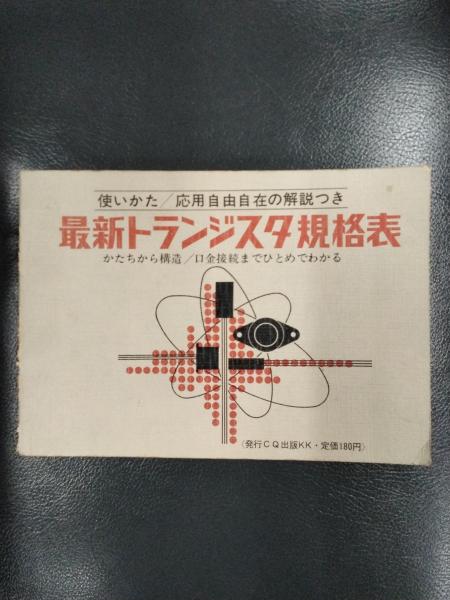 使いかた/応用自由自在の解説つき
最新トランジスタ規格表
かたちから構造/口金接続までひとめでわかる
(発行CQ出版KK・定価180円)